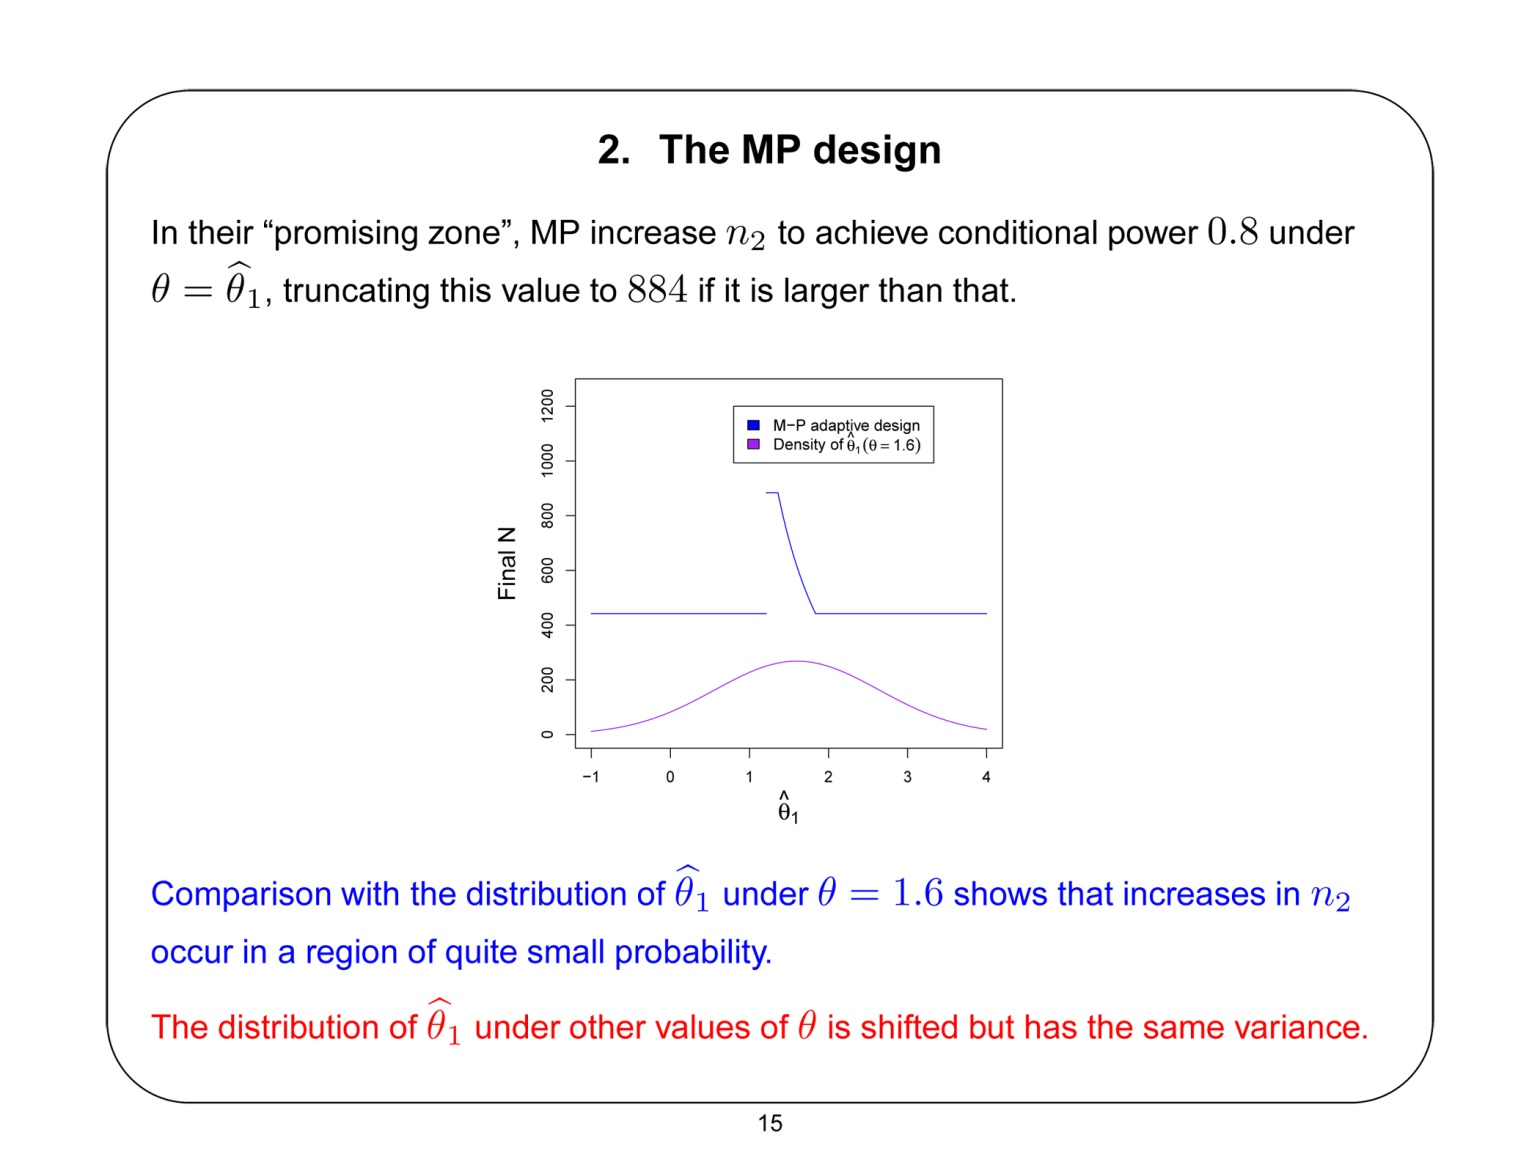 2. The MP design
In their “promising zone”, MP increase n₂ to achieve conditional power 0.8 under
θ = θ̂₁, truncating this value to 884 if it is larger than that.
1200
1000
800
600
400
200
0
Final N
M−P adaptive design
Density of θ̂₁(θ = 1.6)
−1 0 1 2 3 4
θ̂₁
Comparison with the distribution of θ̂₁ under θ = 1.6 shows that increases in n₂
occur in a region of quite small probability.
The distribution of θ̂₁ under other values of θ is shifted but has the same variance.
15